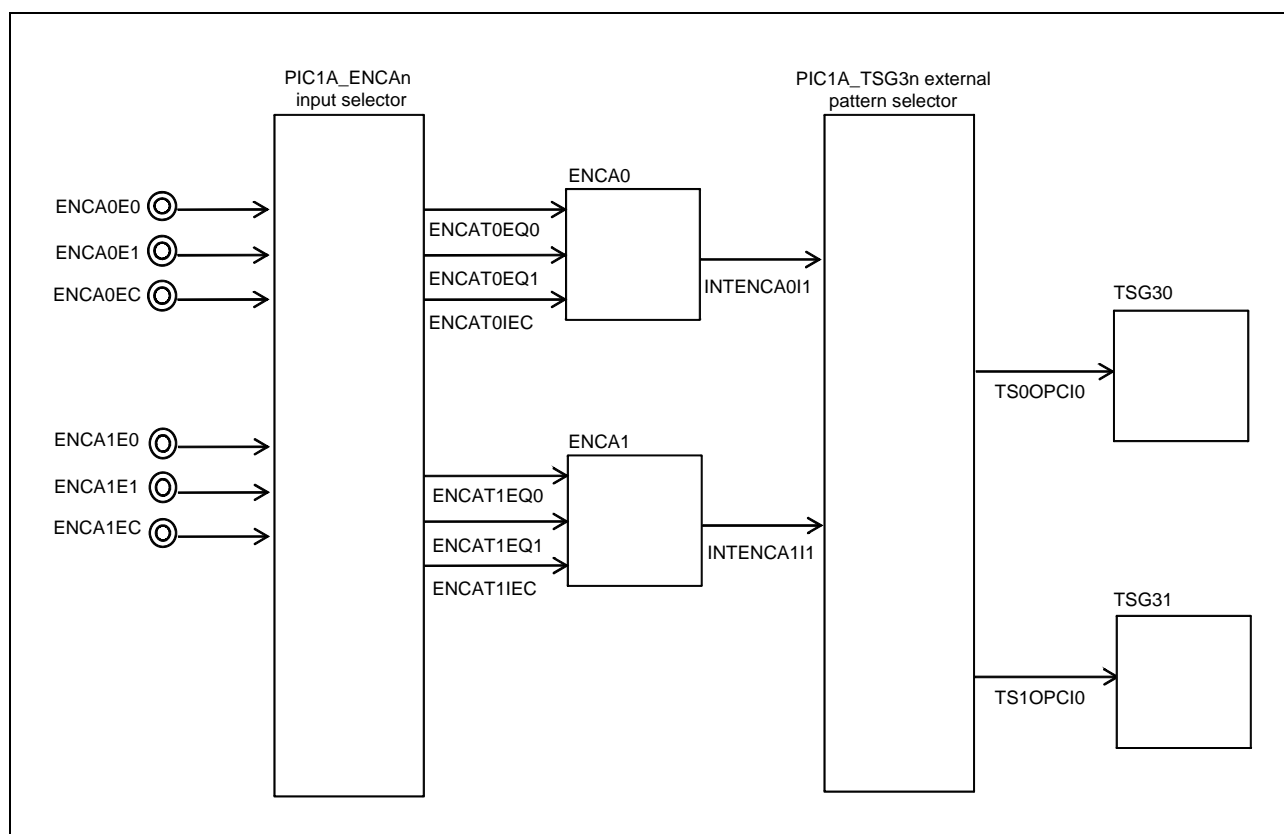 PIC1A_ENCAn
input selector
PIC1A_TSG3n external
pattern selector
ENCA0E0
ENCA0E1
ENCA0EC
ENCAT0EQ0
ENCAT0EQ1
ENCAT0IEC
ENCA0
INTENCA0I1
TSG30
TS0OPCI0
ENCA1E0
ENCA1E1
ENCA1EC
ENCAT1EQ0
ENCAT1EQ1
ENCAT1IEC
ENCA1
INTENCA1I1
TSG31
TS1OPCI0